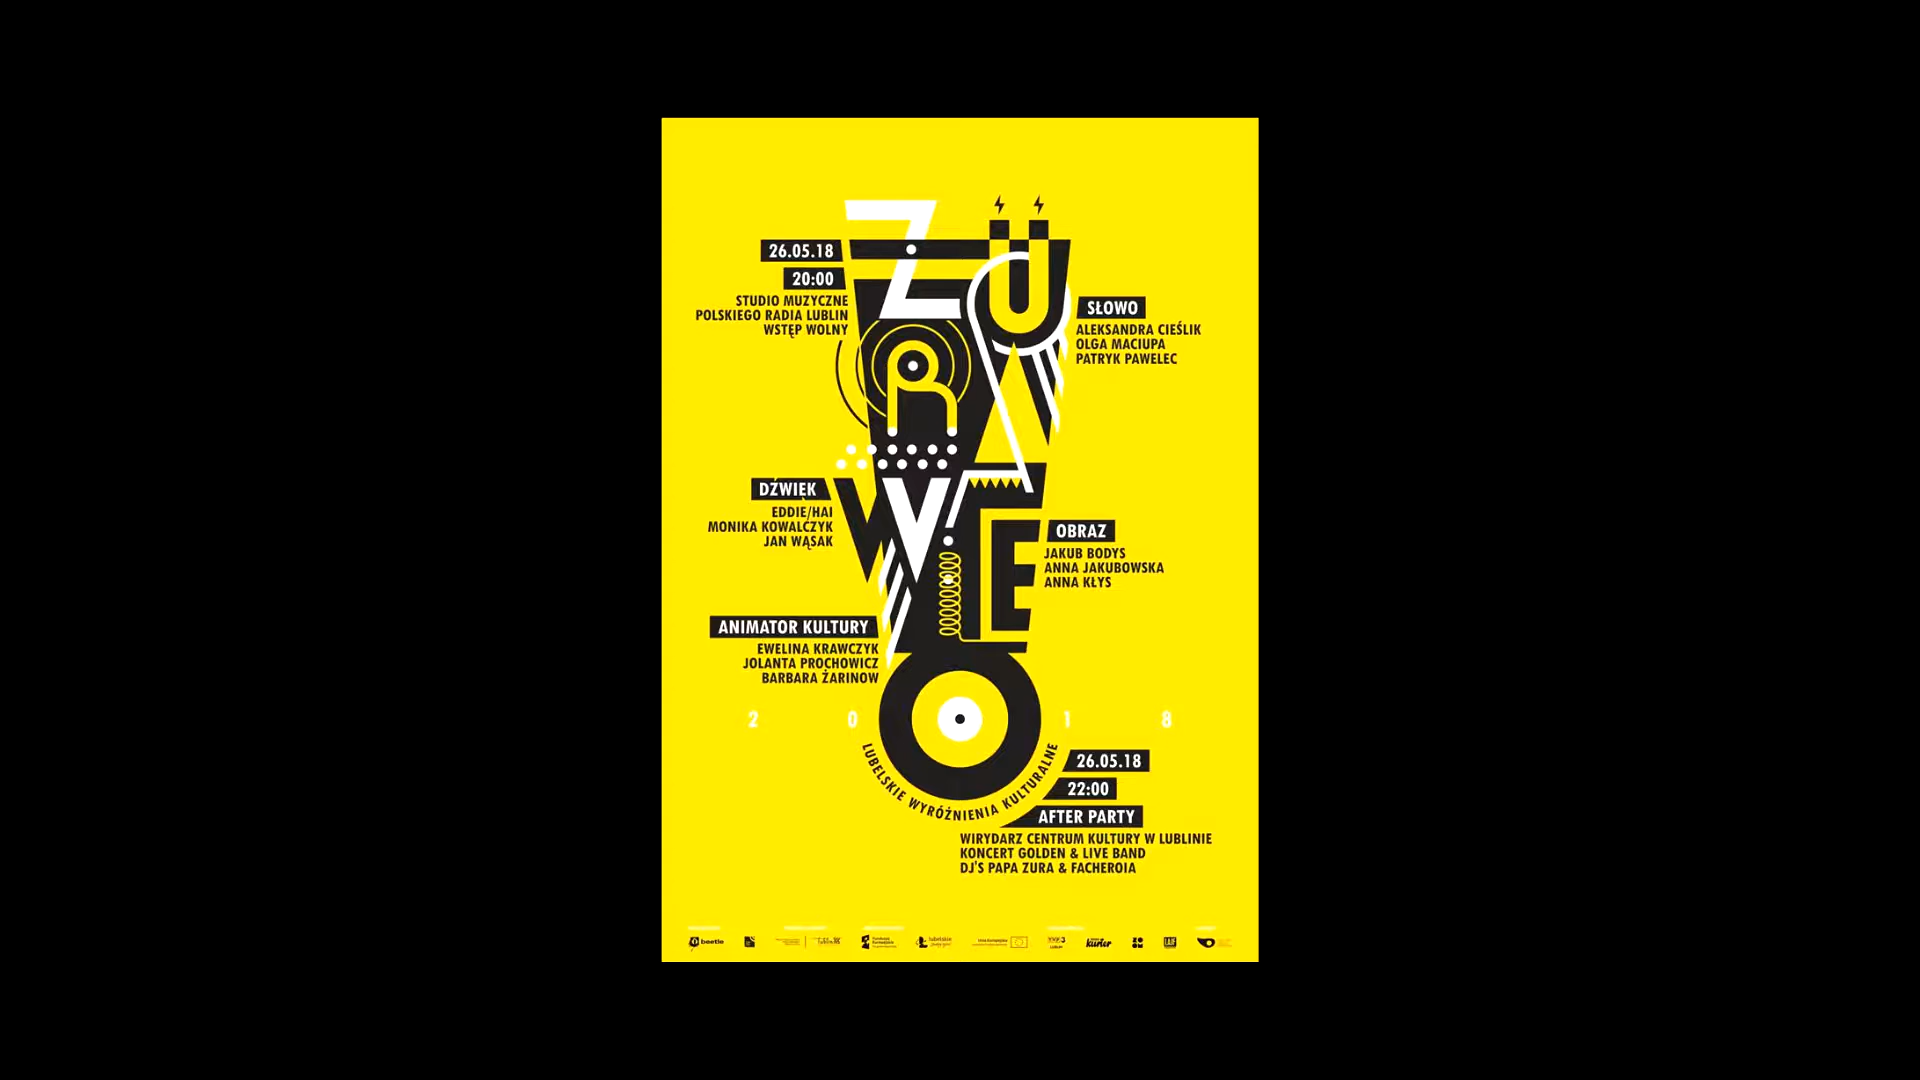 ŻURAWIE
26.05.18
20:00
STUDIO MUZYCZNE
POLSKIEGO RADIA LUBLIN
WSTĘP WOLNY
SŁOWO
ALEKSANDRA CIEŚLIK
OLGA MACIUPA
PATRYK PAWELEC
DŹWIĘK
EDDIE/HAI
MONIKA KOWALCZYK
JAN WĄSAK
OBRAZ
JAKUB BODYS
ANNA JAKUBOWSKA
ANNA KŁYS
ANIMATOR KULTURY
EWELINA KRAWCZYK
JOLANTA PROCHOWICZ
BARBARA ŻARINOW
2 0 1 8
LUBELSKIE WYRÓŻNIENIA KULTURALNE
26.05.18
22:00
AFTER PARTY
WIRYDARZ CENTRUM KULTURY W LUBLINIE
KONCERT GOLDEN & LIVE BAND
DJ'S PAPA ZURA & FACHEROIA
beetle
lubelskie
kurier